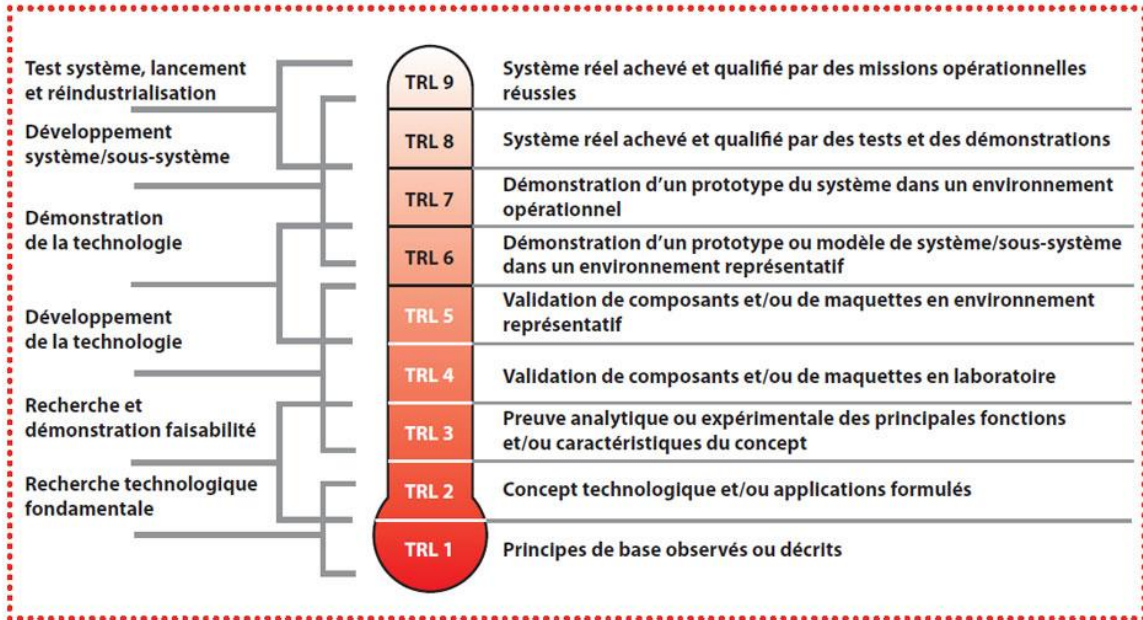 Test système, lancement
et réindustrialisation
Développement
système/sous-système
Démonstration
de la technologie
Développement
de la technologie
Recherche et
démonstration faisabilité
Recherche technologique
fondamentale
TRL 9
Système réel achevé et qualifié par des missions opérationnelles
réussies
TRL 8
Système réel achevé et qualifié par des tests et des démonstrations
TRL 7
Démonstration d’un prototype du système dans un environnement
opérationnel
TRL 6
Démonstration d’un prototype ou modèle de système/sous-système
dans un environnement représentatif
TRL 5
Validation de composants et/ou de maquettes en environnement
représentatif
TRL 4
Validation de composants et/ou de maquettes en laboratoire
TRL 3
Preuve analytique ou expérimentale des principales fonctions
et/ou caractéristiques du concept
TRL 2
Concept technologique et/ou applications formulés
TRL 1
Principes de base observés ou décrits